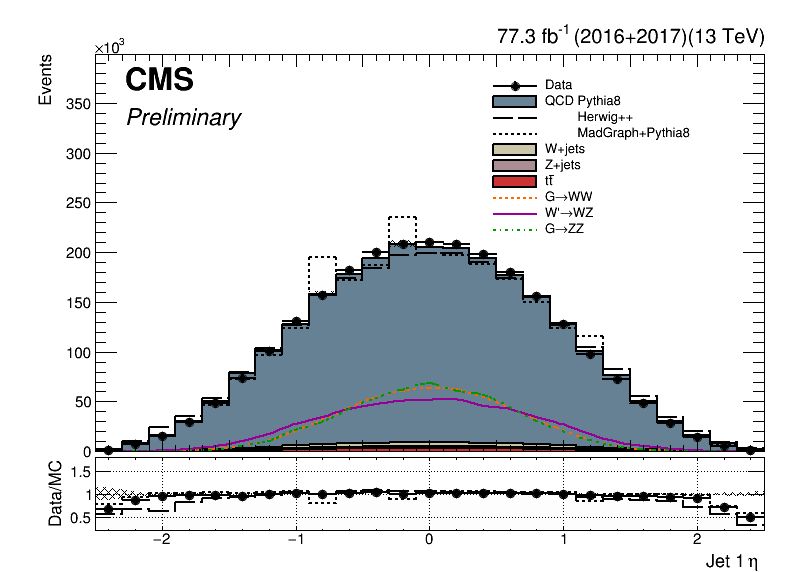 77.3 fb⁻¹ (2016+2017)(13 TeV)
×10³
Events
CMS
Preliminary
Data
QCD Pythia8
Herwig++
MadGraph+Pythia8
W+jets
Z+jets
tt̄
G→WW
W'→WZ
G→ZZ
350
300
250
200
150
100
50
0
Data/MC
1.5
1
0.5
−2 −1 0 1 2
Jet 1 η